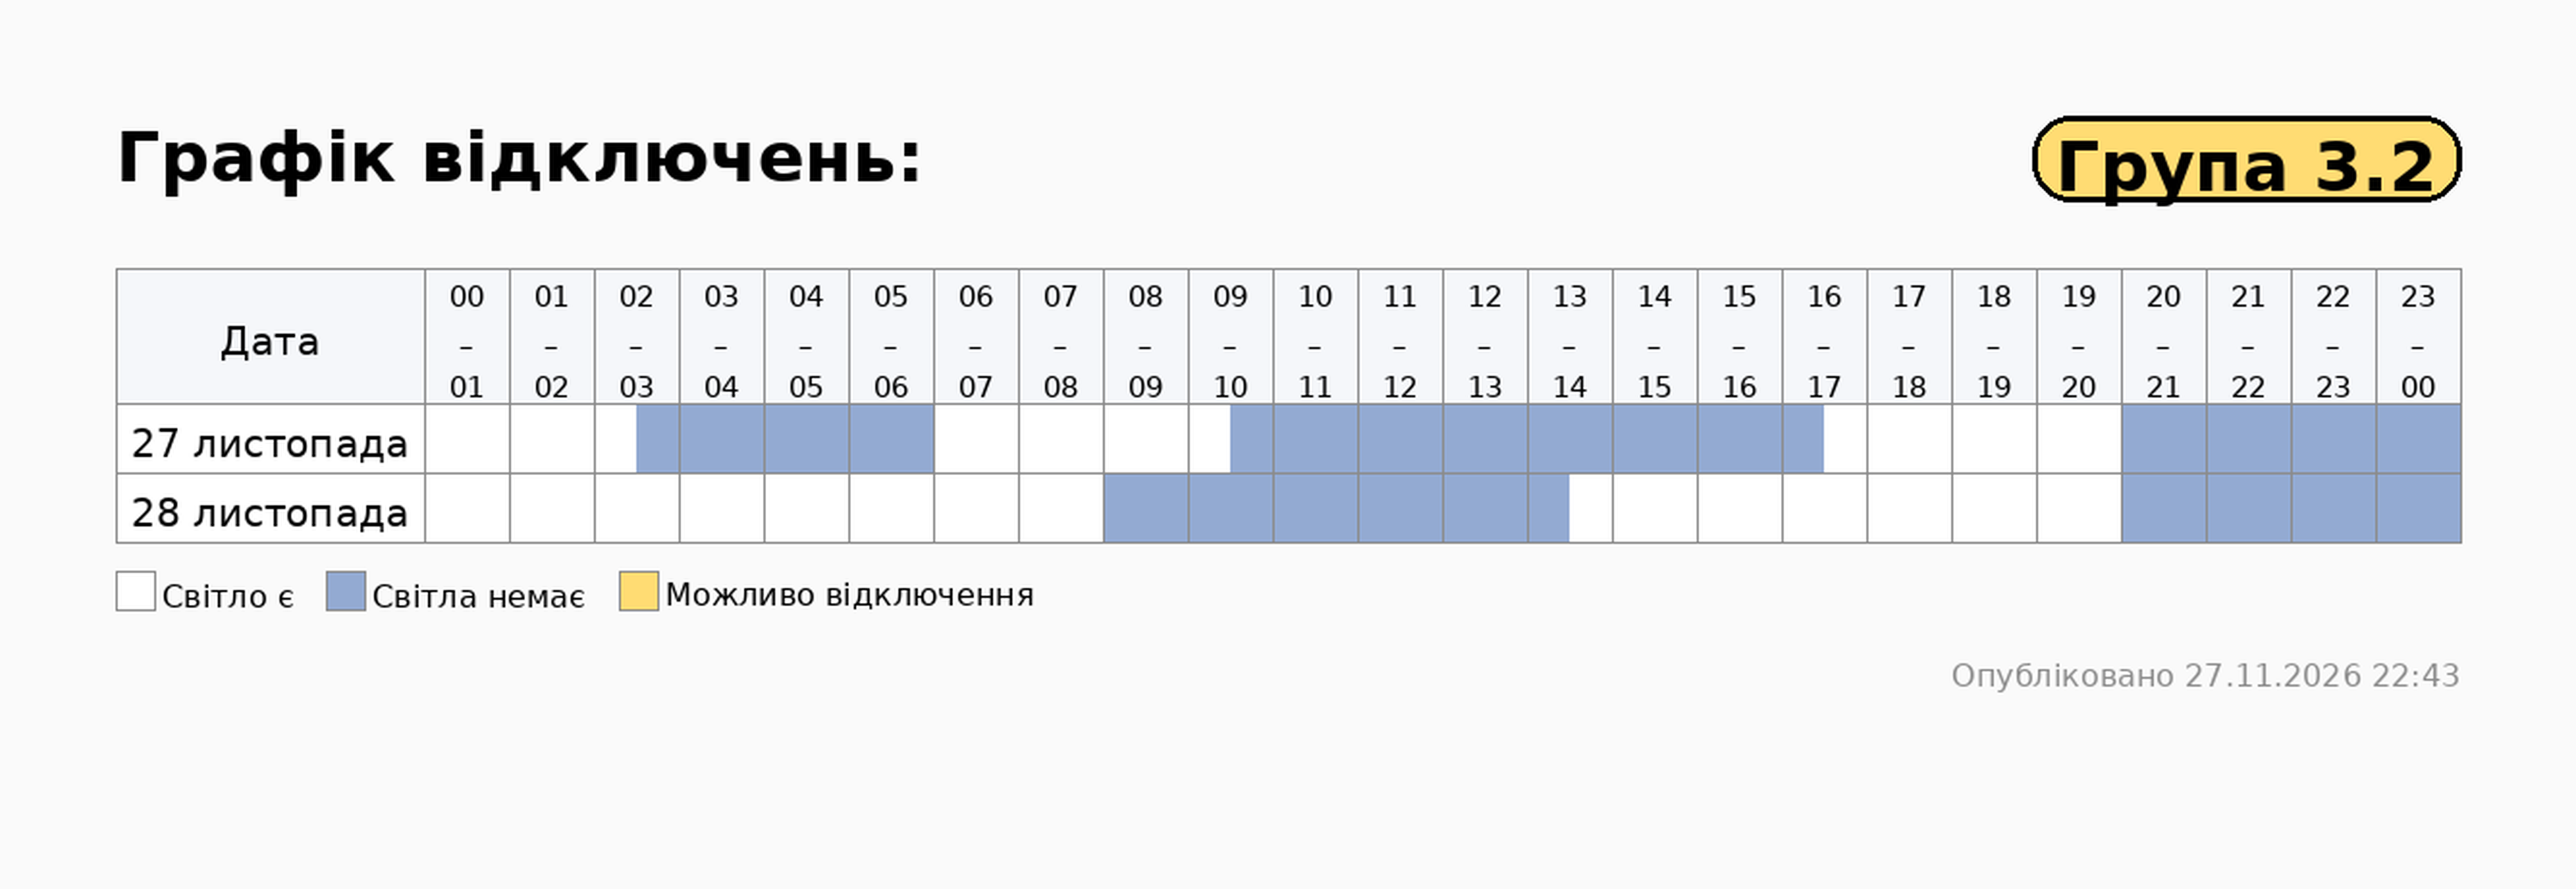 Графік відключень:
Група 3.2
Дата 00 – 01 01 – 02 02 – 03 03 – 04 04 – 05 05 – 06 06 – 07 07 – 08 08 – 09 09 – 10 10 – 11 11 – 12 12 – 13 13 – 14 14 – 15 15 – 16 16 – 17 17 – 18 18 – 19 19 – 20 20 – 21 21 – 22 22 – 23 23 – 00
27 листопада
28 листопада
Світло є Світла немає Можливо відключення
Опубліковано 27.11.2026 22:43